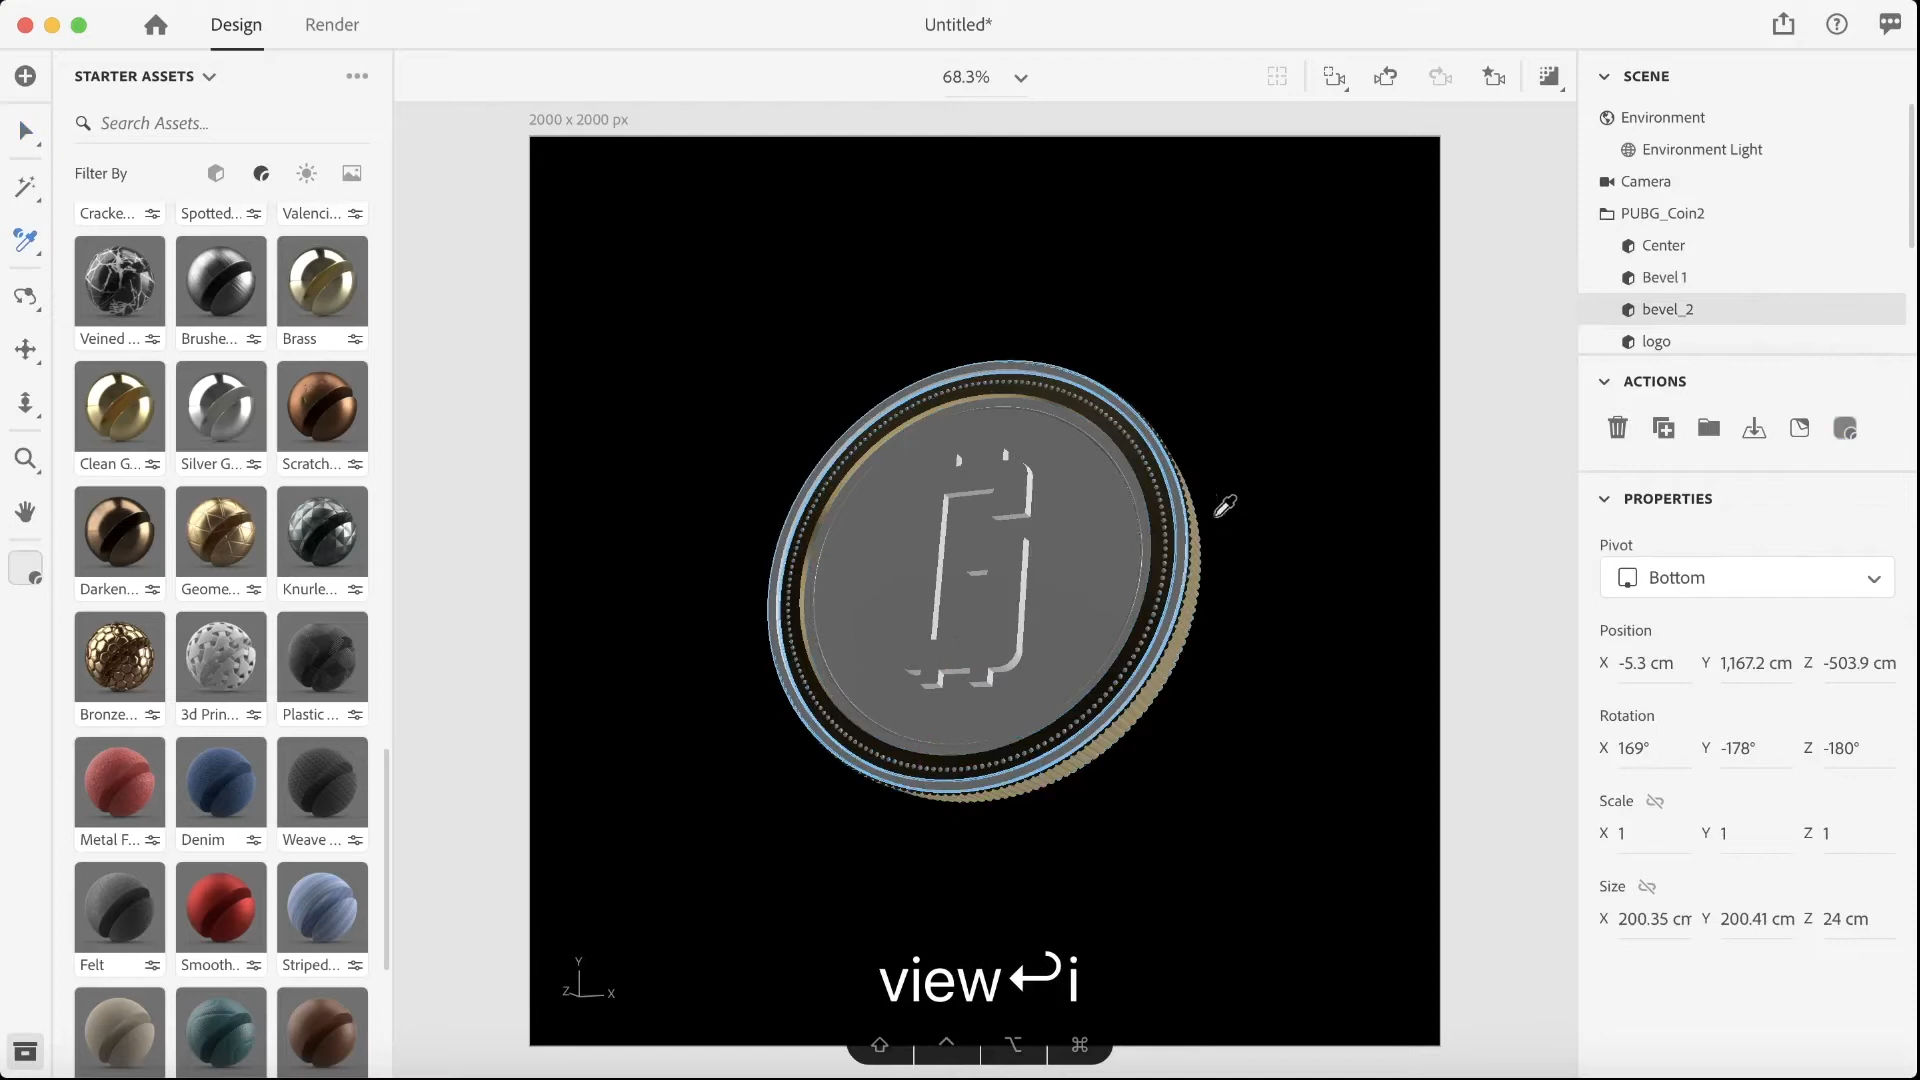 Design
Render
Untitled*
STARTER ASSETS
68.3%
Search Assets...
Filter By
Cracke...
Spotted...
Valenci...
Veined ...
Brushe...
Brass
Clean G...
Silver G...
Scratch...
Darken...
Geome...
Knurle...
Bronze...
3d Prin...
Plastic ...
Metal F...
Denim
Weave ...
Felt
Smooth..
Striped...
2000 x 2000 px
Y
Z
X
view↩i
⇧ ^ ⌥ ⌘
SCENE
Environment
Environment Light
Camera
PUBG_Coin2
Center
Bevel 1
bevel_2
logo
ACTIONS
PROPERTIES
Pivot
Bottom
Position
X -5.3 cm Y 1,167.2 cm Z -503.9 cm
Rotation
X 169° Y -178° Z -180°
Scale
X 1 Y 1 Z 1
Size
X 200.35 cm Y 200.41 cm Z 24 cm